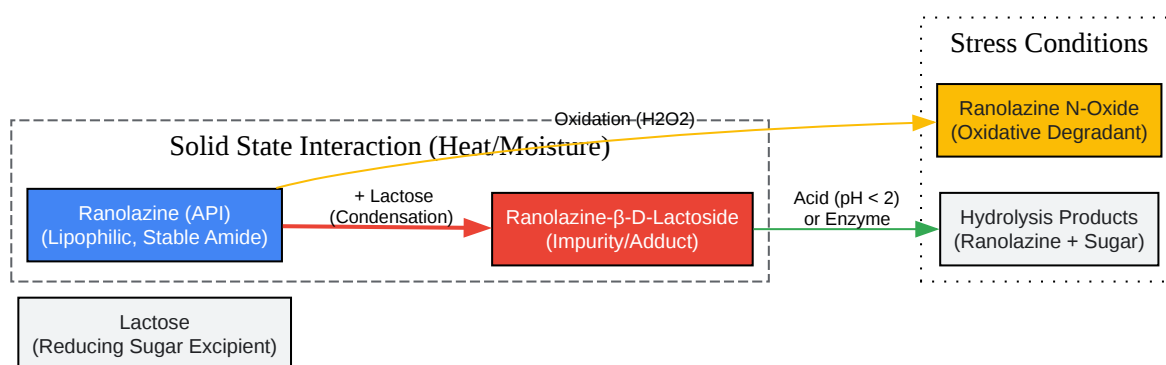 Stress Conditions
Ranolazine N-Oxide
(Oxidative Degradant)
Oxidation (H2O2)
Solid State Interaction (Heat/Moisture)
Ranolazine (API)
(Lipophilic, Stable Amide)
+ Lactose
(Condensation)
Ranolazine-β-D-Lactoside
(Impurity/Adduct)
Acid (pH < 2)
or Enzyme
Hydrolysis Products
(Ranolazine + Sugar)
Lactose
(Reducing Sugar Excipient)